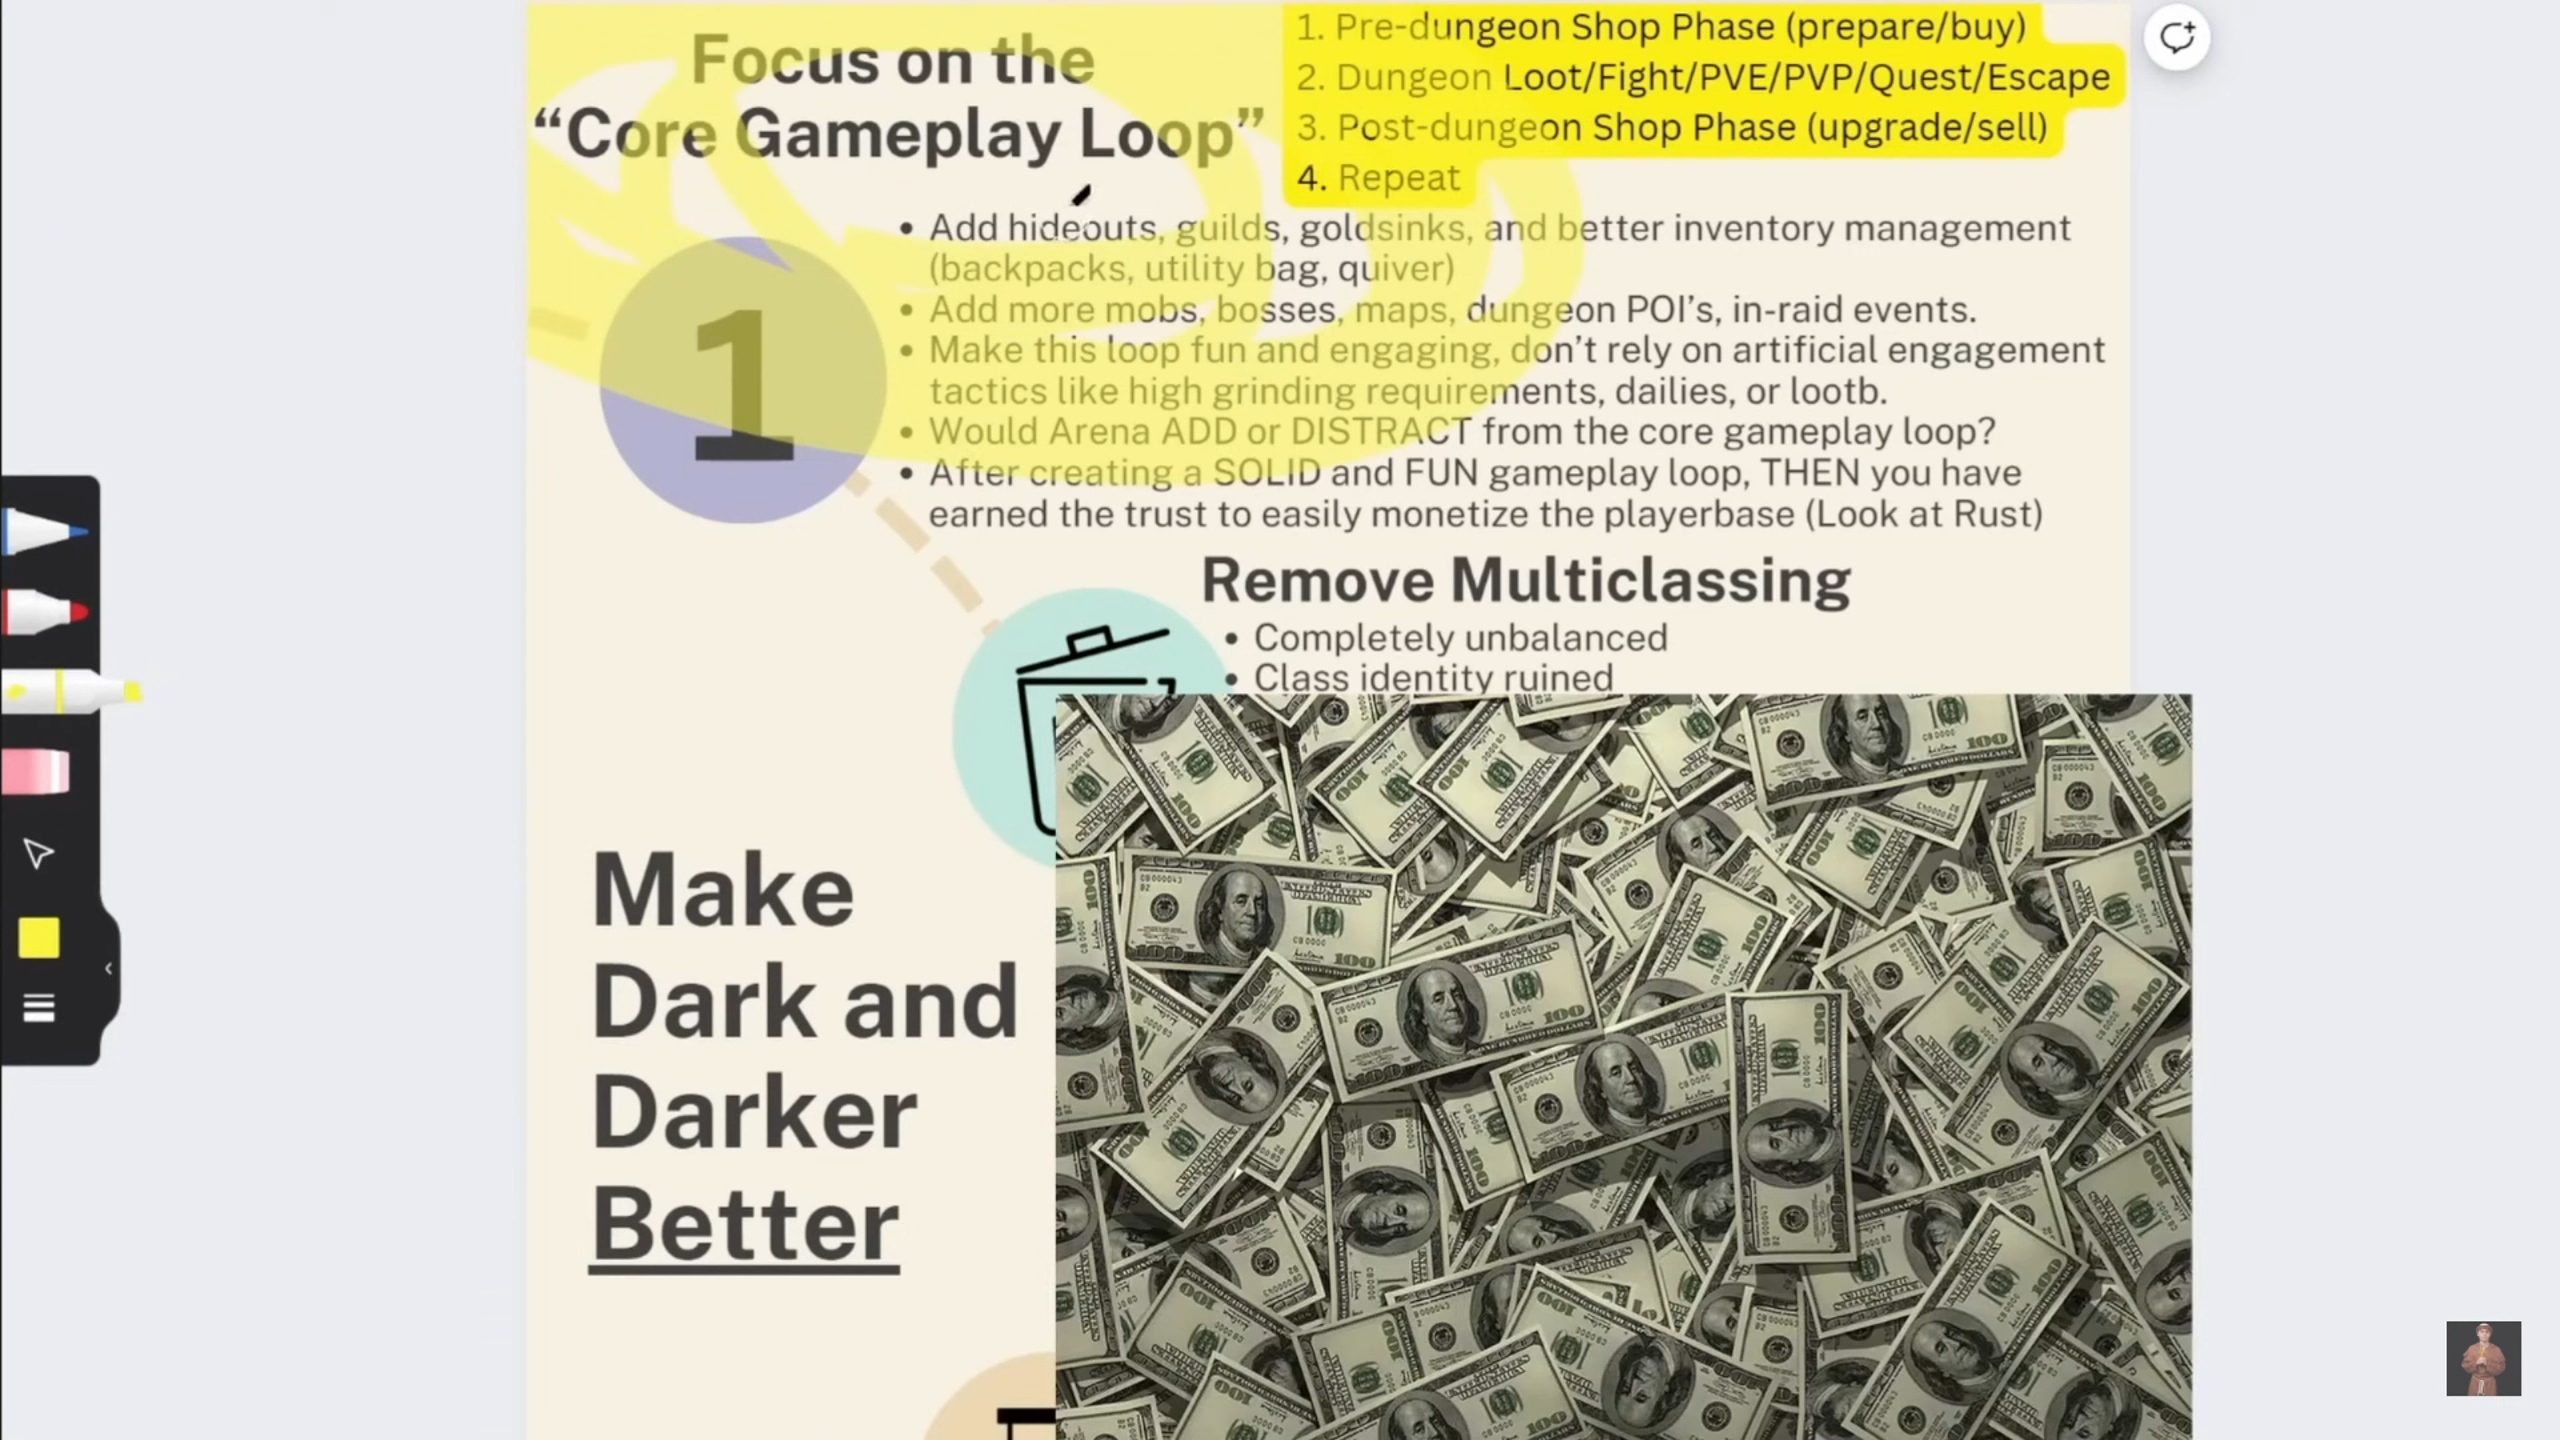 Focus on the
“Core Gameplay Loop”
1. Pre-dungeon Shop Phase (prepare/buy)
2. Dungeon Loot/Fight/PVE/PVP/Quest/Escape
3. Post-dungeon Shop Phase (upgrade/sell)
4. Repeat
1
• Add hideouts, guilds, goldsinks, and better inventory management
(backpacks, utility bag, quiver)
• Add more mobs, bosses, maps, dungeon POI’s, in-raid events.
• Make this loop fun and engaging, don’t rely on artificial engagement
tactics like high grinding requirements, dailies, or lootb.
• Would Arena ADD or DISTRACT from the core gameplay loop?
• After creating a SOLID and FUN gameplay loop, THEN you have
earned the trust to easily monetize the playerbase (Look at Rust)
Remove Multiclassing
• Completely unbalanced
• Class identity ruined
Make
Dark and
Darker
Better